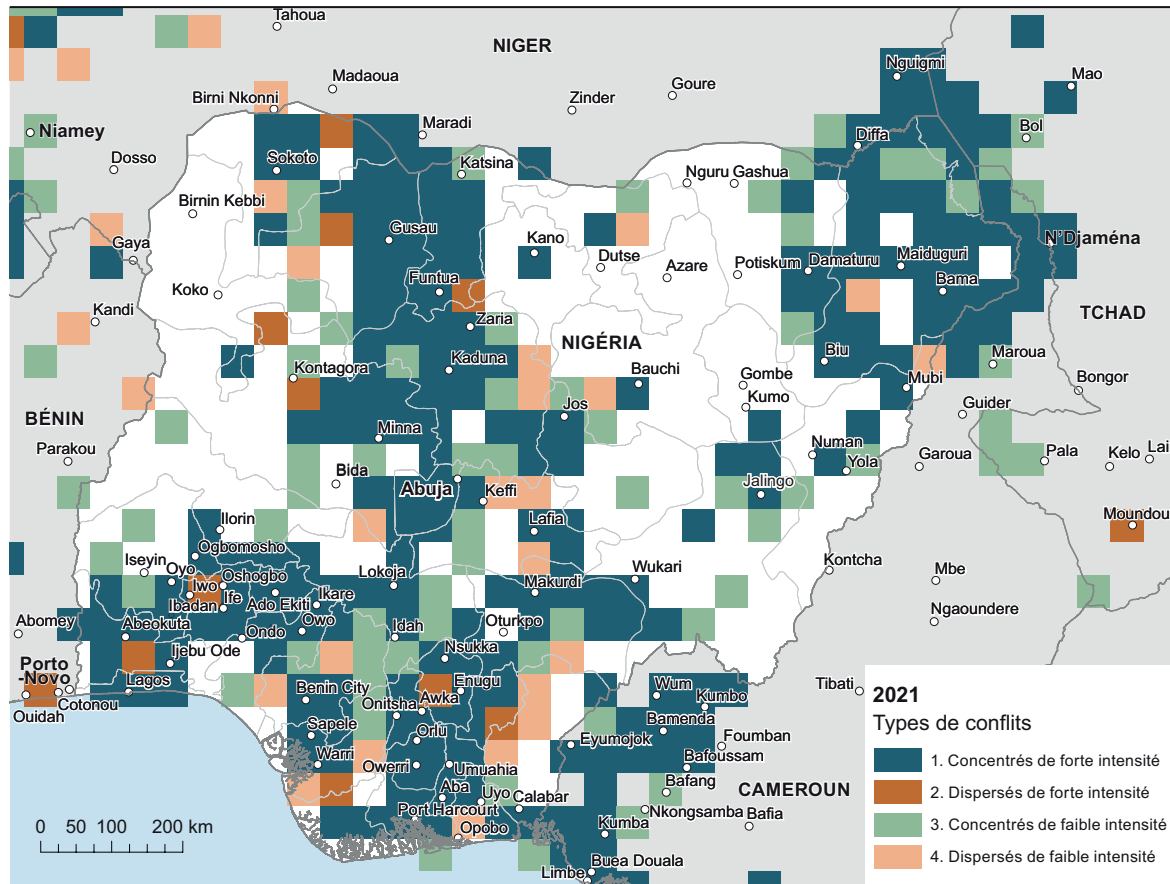 Tahoua
NIGER
Nguigmi
Mao
Madaoua
Goure
Birni Nkonni
Zinder
Niamey
Maradi
Bol
Diffa
Dosso
Sokoto
Katsina
Nguru Gashua
Birnin Kebbi
Gusau
Gaya
Kano
N'Djaména
Dutse
Azare
Potiskum
Damaturu
Maiduguri
Koko
Funtua
Bama
Kandi
Zaria
TCHAD
NIGÉRIA
Kontagora
Kaduna
Bauchi
Biu
Maroua
Gombe
Mubi
Bongor
Kumo
Jos
Guider
BÉNIN
Minna
Parakou
Numan
Bida
Yola
Garoua
Pala
Kelo
Lai
Abuja
Keffi
Jalingo
Ilorin
Lafia
Moundou
Ogbomosho
Iseyin
Oyo
Oshogbo
Lokoja
Wukari
Kontcha
Iwo
Ife
Ikare
Makurdi
Mbe
Ibadan
Ado Ekiti
Owo
Abomey
Abeokuta
Ondo
Idah
Oturkpo
Ngaoundere
Ijebu Ode
Nsukka
Porto
-Novo
Lagos
Benin City
Enugu
Wum
Kumbo
Tibati
Cotonou
Ouidah
Onitsha
Awka
Bamenda
Sapele
Orlu
Eyumojok
Foumban
Warri
Owerri
Umuahia
Bafoussam
Bafang
Aba
Uyo
Calabar
CAMEROUN
Port Harcourt
Nkongsamba
Bafia
Opobo
Kumba
Buea Douala
Limbe
0 50 100 200 km
2021
Types de conflits
1. Concentrés de forte intensité
2. Dispersés de forte intensité
3. Concentrés de faible intensité
4. Dispersés de faible intensité